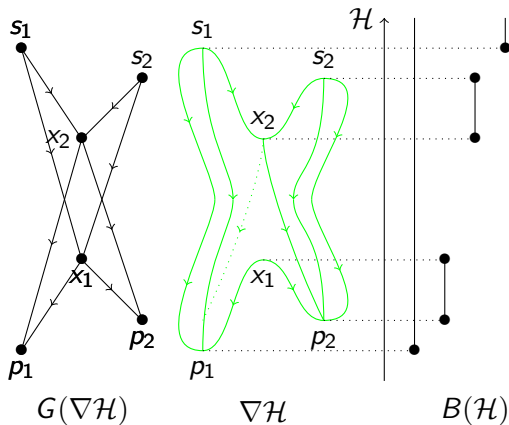 s₁ s₁ ℋ
s₂ s₂
x₂ x₂
x₁ x₁
p₂ p₂
p₁ p₁
G(∇ℋ) ∇ℋ B(ℋ)